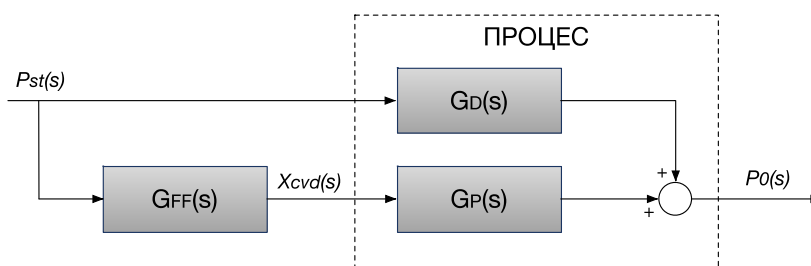 ПРОЦЕС
Pst(s)
GD(s)
+
GFF(s)
Xcvd(s)
GP(s)
+
P0(s)